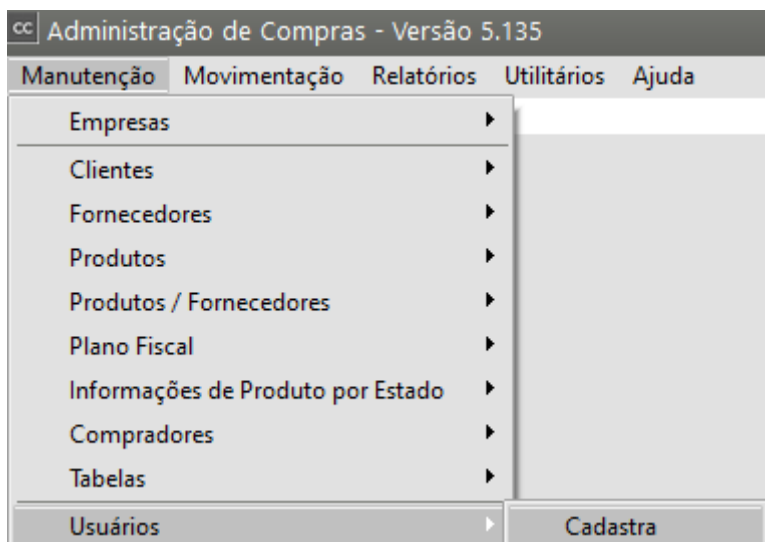 cc Administração de Compras - Versão 5.135
Manutenção Movimentação Relatórios Utilitários Ajuda
Empresas
Clientes
Fornecedores
Produtos
Produtos / Fornecedores
Plano Fiscal
Informações de Produto por Estado
Compradores
Tabelas
Usuários Cadastra